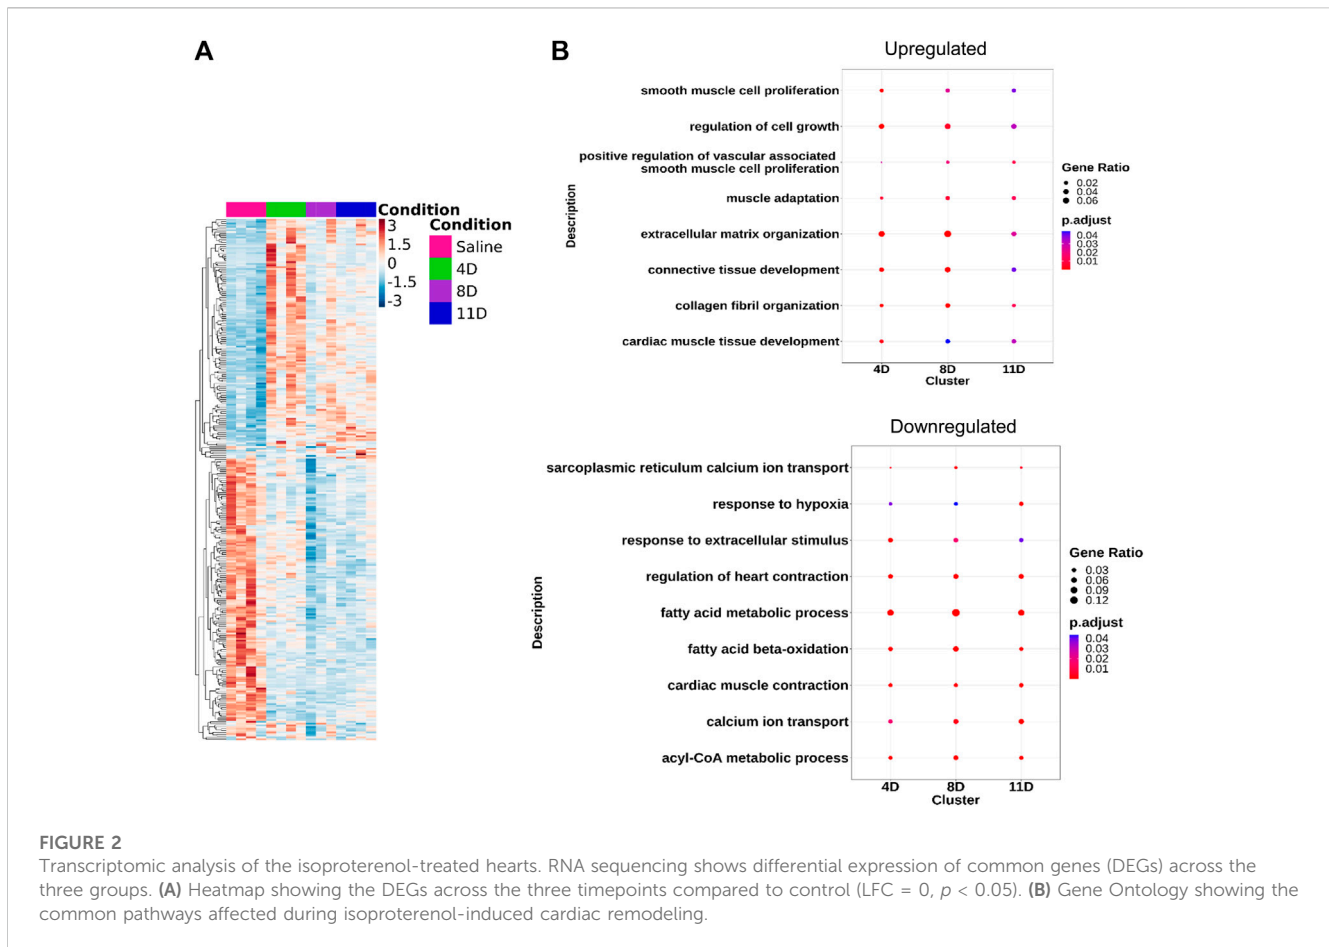 A
Condition
3
1.5
0
-1.5
-3
Condition
Saline
4D
8D
11D
B
Upregulated
smooth muscle cell proliferation
regulation of cell growth
positive regulation of vascular associated
smooth muscle cell proliferation
muscle adaptation
extracellular matrix organization
connective tissue development
collagen fibril organization
cardiac muscle tissue development
Description
4D 8D 11D
Cluster
Gene Ratio
0.02
0.04
0.06
p.adjust
0.04
0.03
0.02
0.01
Downregulated
sarcoplasmic reticulum calcium ion transport
response to hypoxia
response to extracellular stimulus
regulation of heart contraction
fatty acid metabolic process
fatty acid beta-oxidation
cardiac muscle contraction
calcium ion transport
acyl-CoA metabolic process
Description
4D 8D 11D
Cluster
Gene Ratio
0.03
0.06
0.09
0.12
p.adjust
0.04
0.03
0.02
0.01
FIGURE 2
Transcriptomic analysis of the isoproterenol-treated hearts. RNA sequencing shows differential expression of common genes (DEGs) across the
three groups. (A) Heatmap showing the DEGs across the three timepoints compared to control (LFC = 0, p < 0.05). (B) Gene Ontology showing the
common pathways affected during isoproterenol-induced cardiac remodeling.